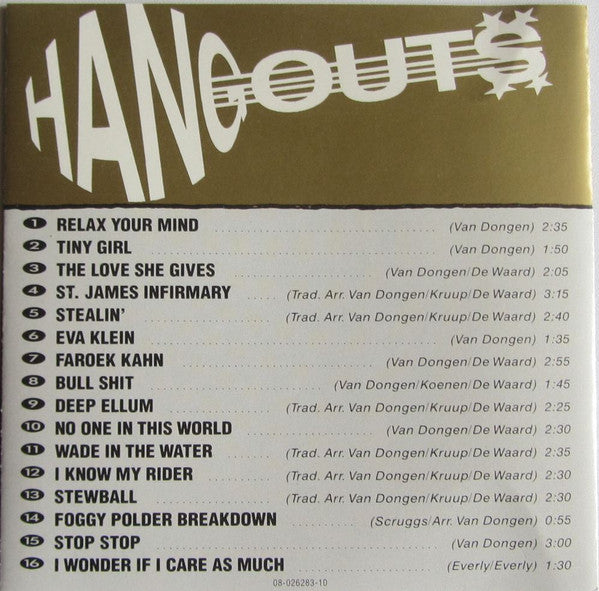 HANGOUTS
1 RELAX YOUR MIND (Van Dongen) 2:35
2 TINY GIRL (Van Dongen) 1:50
3 THE LOVE SHE GIVES (Van Dongen/De Waard) 2:05
4 ST. JAMES INFIRMARY (Trad. Arr. Van Dongen/Kruup/De Waard) 3:15
5 STEALIN' (Trad. Arr. Van Dongen/Kruup/De Waard) 2:40
6 EVA KLEIN (Van Dongen) 1:35
7 FAROEK KAHN (Van Dongen/De Waard) 2:55
8 BULL SHIT (Van Dongen/Koenen/De Waard) 1:45
9 DEEP ELLUM (Trad. Arr. Van Dongen/Kruup/De Waard) 2:25
10 NO ONE IN THIS WORLD (Van Dongen/De Waard) 2:30
11 WADE IN THE WATER (Trad. Arr. Van Dongen/Kruup/De Waard) 2:35
12 I KNOW MY RIDER (Trad. Arr. Van Dongen/Kruup/De Waard) 2:30
13 STEWBALL (Trad. Arr. Van Dongen/Kruup/De Waard) 2:30
14 FOGGY POLDER BREAKDOWN (Scruggs/Arr. Van Dongen) 0:55
15 STOP STOP (Van Dongen) 3:00
16 I WONDER IF I CARE AS MUCH (Everly/Everly) 1:30
08-026283-10